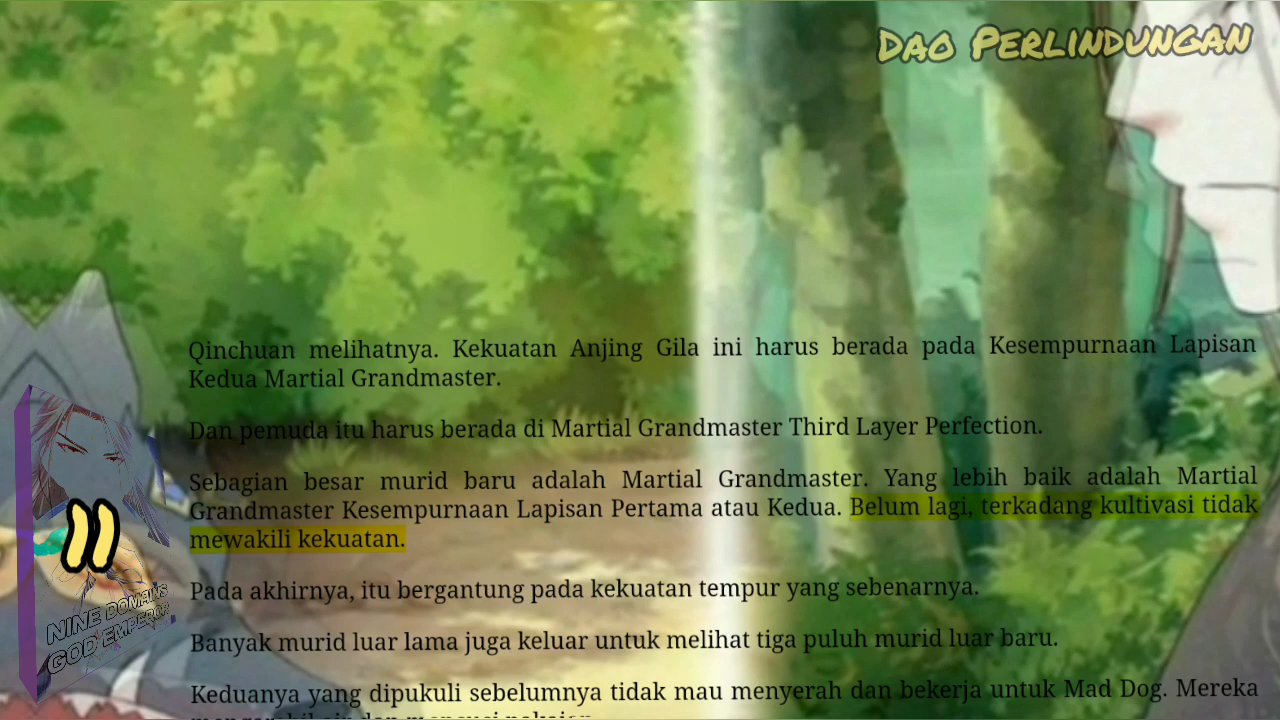 Dao Perlindungan
Qinchuan melihatnya. Kekuatan Anjing Gila ini harus berada pada Kesempurnaan Lapisan
Kedua Martial Grandmaster.
Dan pemuda itu harus berada di Martial Grandmaster Third Layer Perfection.
Sebagian besar murid baru adalah Martial Grandmaster. Yang lebih baik adalah Martial
Grandmaster Kesempurnaan Lapisan Pertama atau Kedua. Belum lagi, terkadang kultivasi tidak
mewakili kekuatan.
Pada akhirnya, itu bergantung pada kekuatan tempur yang sebenarnya.
Banyak murid luar lama juga keluar untuk melihat tiga puluh murid luar baru.
Keduanya yang dipukuli sebelumnya tidak mau menyerah dan bekerja untuk Mad Dog. Mereka
NINE DOMAINS
GOD EMPEROR